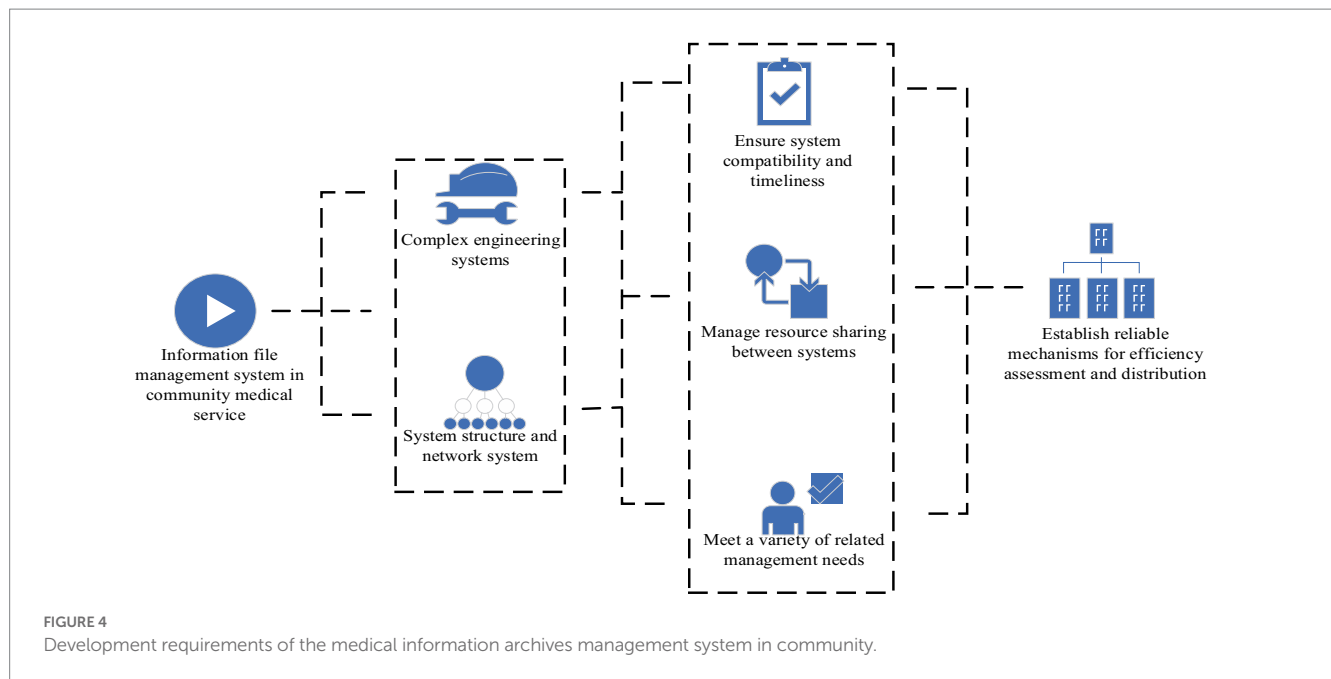 Information file
management system in
community medical
service
Complex engineering
systems
System structure and
network system
Ensure system
compatibility and
timeliness
Manage resource sharing
between systems
Meet a variety of related
management needs
Establish reliable
mechanisms for efficiency
assessment and distribution
FIGURE 4
Development requirements of the medical information archives management system in community.